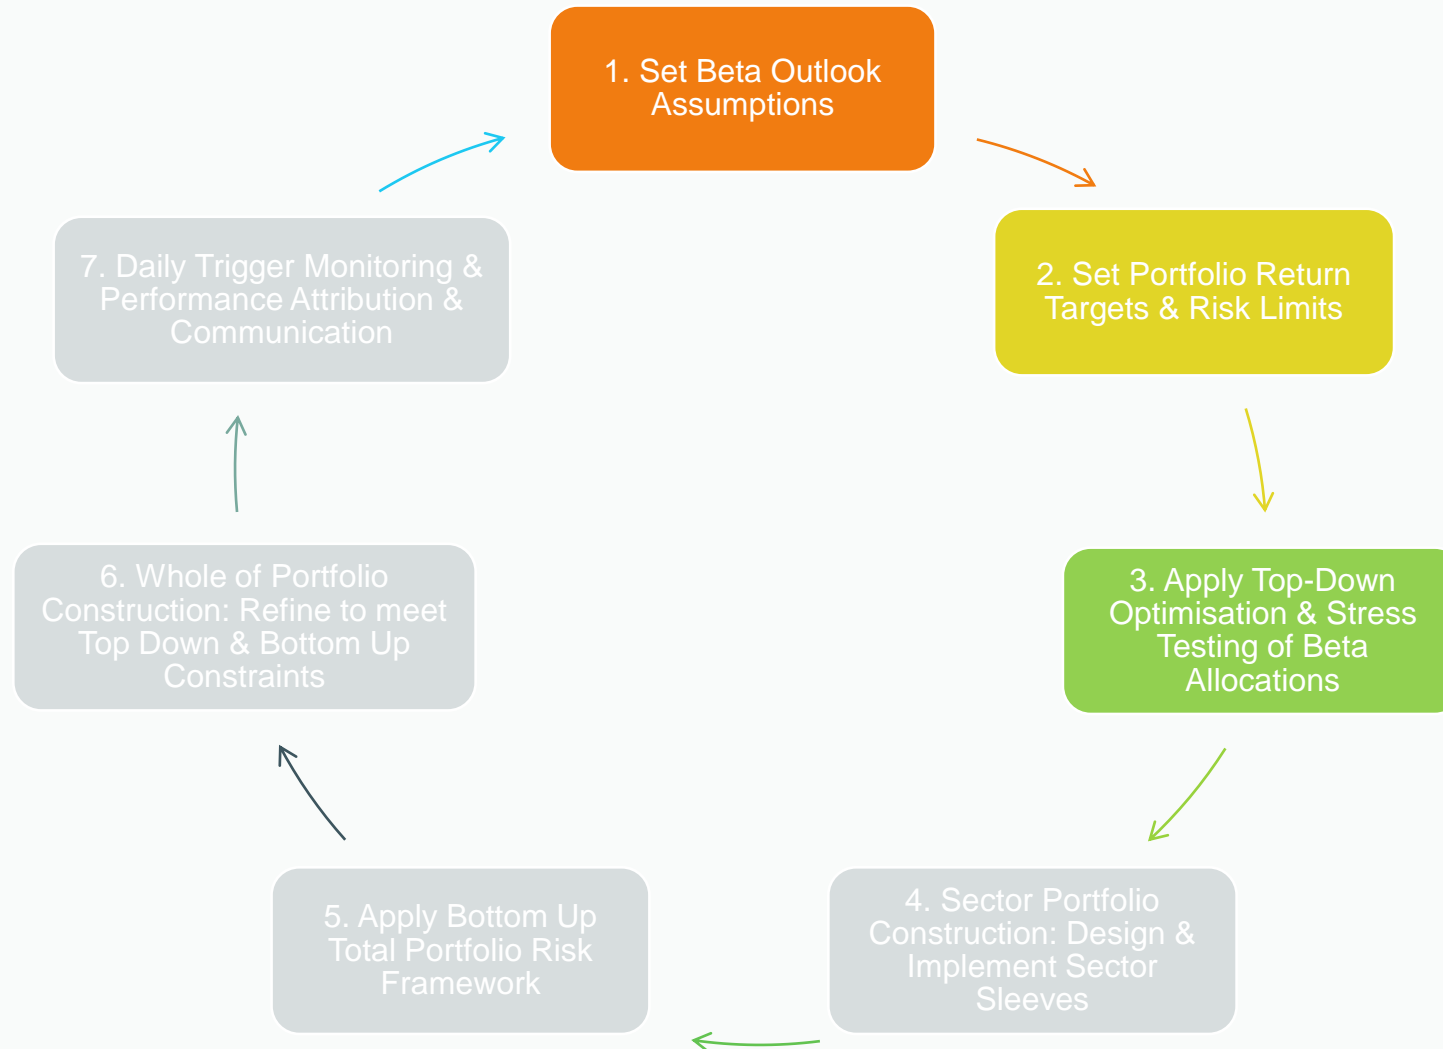 1. Set Beta Outlook
Assumptions
2. Set Portfolio Return
Targets & Risk Limits
3. Apply Top-Down
Optimisation & Stress
Testing of Beta
Allocations
4. Sector Portfolio
Construction: Design &
Implement Sector
Sleeves
5. Apply Bottom Up
Total Portfolio Risk
Framework
6. Whole of Portfolio
Construction: Refine to meet
Top Down & Bottom Up
Constraints
7. Daily Trigger Monitoring &
Performance Attribution &
Communication